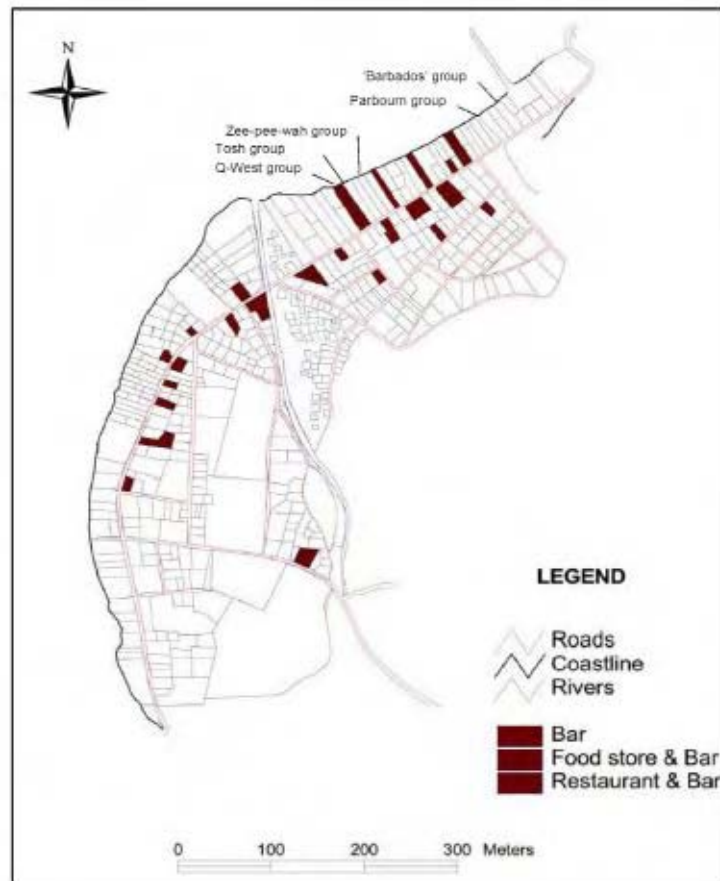 N
'Barbados' group
Parboum group
Zee-pee-wah group
Tosh group
Q-West group
LEGEND
Roads
Coastline
Rivers
Bar
Food store & Bar
Restaurant & Bar
0 100 200 300 Meters